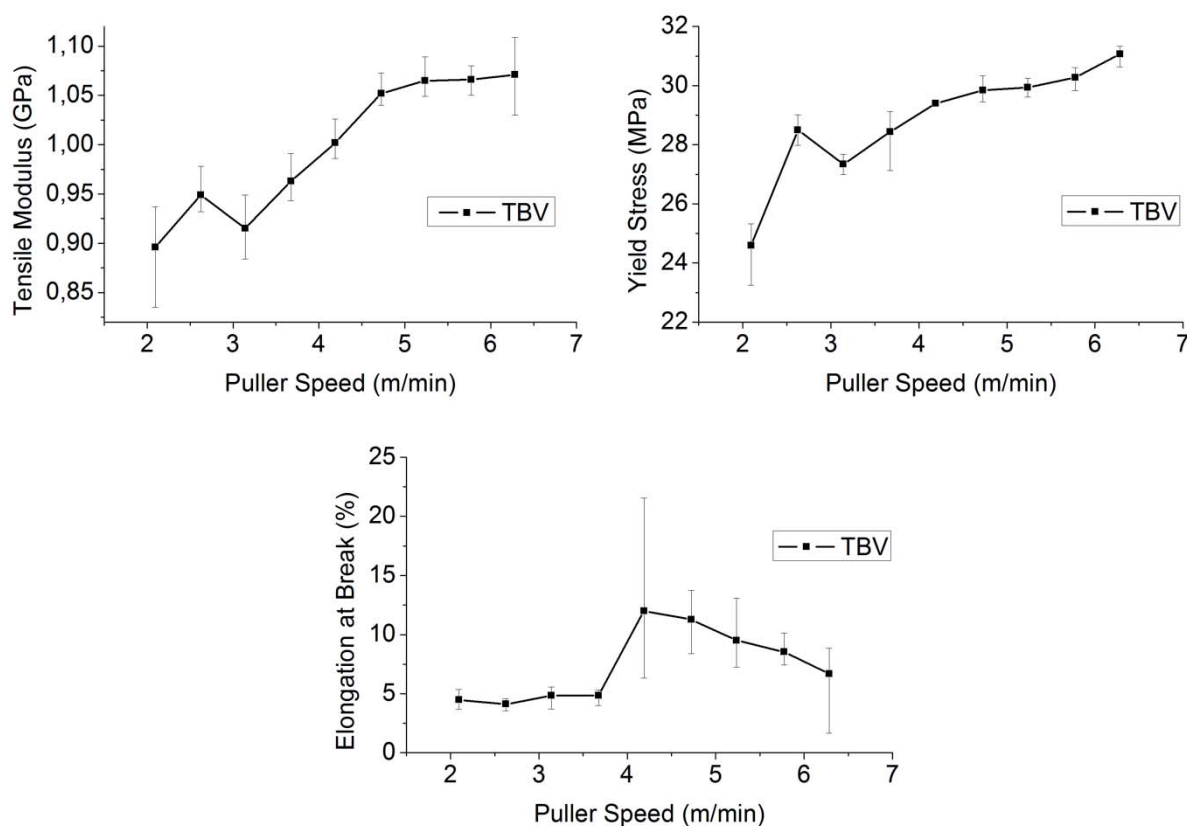 Tensile Modulus (GPa)
1,10
1,05
1,00
0,95
0,90
0,85
TBV
2 3 4 5 6 7
Puller Speed (m/min)
Yield Stress (MPa)
32
30
28
26
24
22
TBV
2 3 4 5 6 7
Puller Speed (m/min)
Elongation at Break (%)
25
20
15
10
5
0
TBV
2 3 4 5 6 7
Puller Speed (m/min)